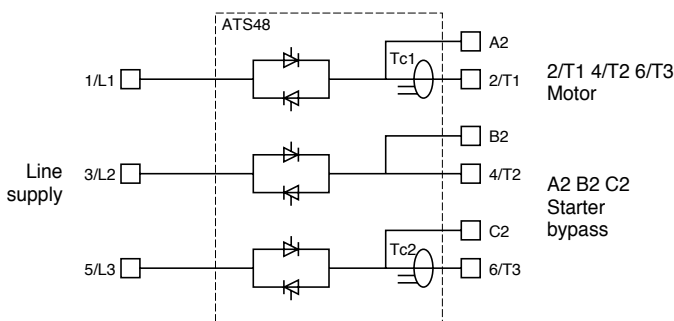 ATS48
A2
Tc1
1/L1
2/T1
2/T1 4/T2 6/T3
Motor
B2
Line
supply
3/L2
4/T2
A2 B2 C2
Starter
bypass
C2
Tc2
5/L3
6/T3